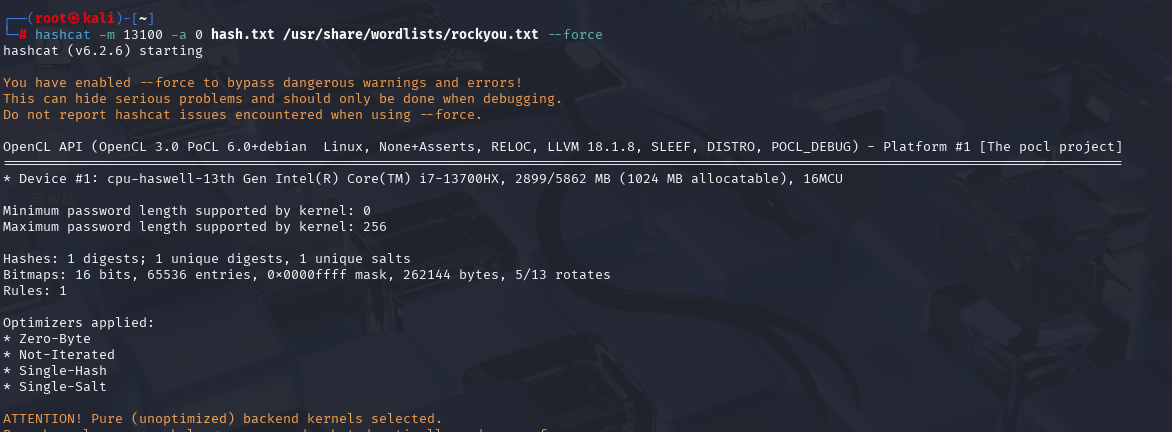 ┌──(root㉿kali)-[~]
└─# hashcat -m 13100 -a 0 hash.txt /usr/share/wordlists/rockyou.txt --force
hashcat (v6.2.6) starting
You have enabled --force to bypass dangerous warnings and errors!
This can hide serious problems and should only be done when debugging.
Do not report hashcat issues encountered when using --force.
OpenCL API (OpenCL 3.0 PoCL 6.0+debian  Linux, None+Asserts, RELOC, LLVM 18.1.8, SLEEF, DISTRO, POCL_DEBUG) - Platform #1 [The pocl project]
* Device #1: cpu-haswell-13th Gen Intel(R) Core(TM) i7-13700HX, 2899/5862 MB (1024 MB allocatable), 16MCU
Minimum password length supported by kernel: 0
Maximum password length supported by kernel: 256
Hashes: 1 digests; 1 unique digests, 1 unique salts
Bitmaps: 16 bits, 65536 entries, 0x0000ffff mask, 262144 bytes, 5/13 rotates
Rules: 1
Optimizers applied:
* Zero-Byte
* Not-Iterated
* Single-Hash
* Single-Salt
ATTENTION! Pure (unoptimized) backend kernels selected.